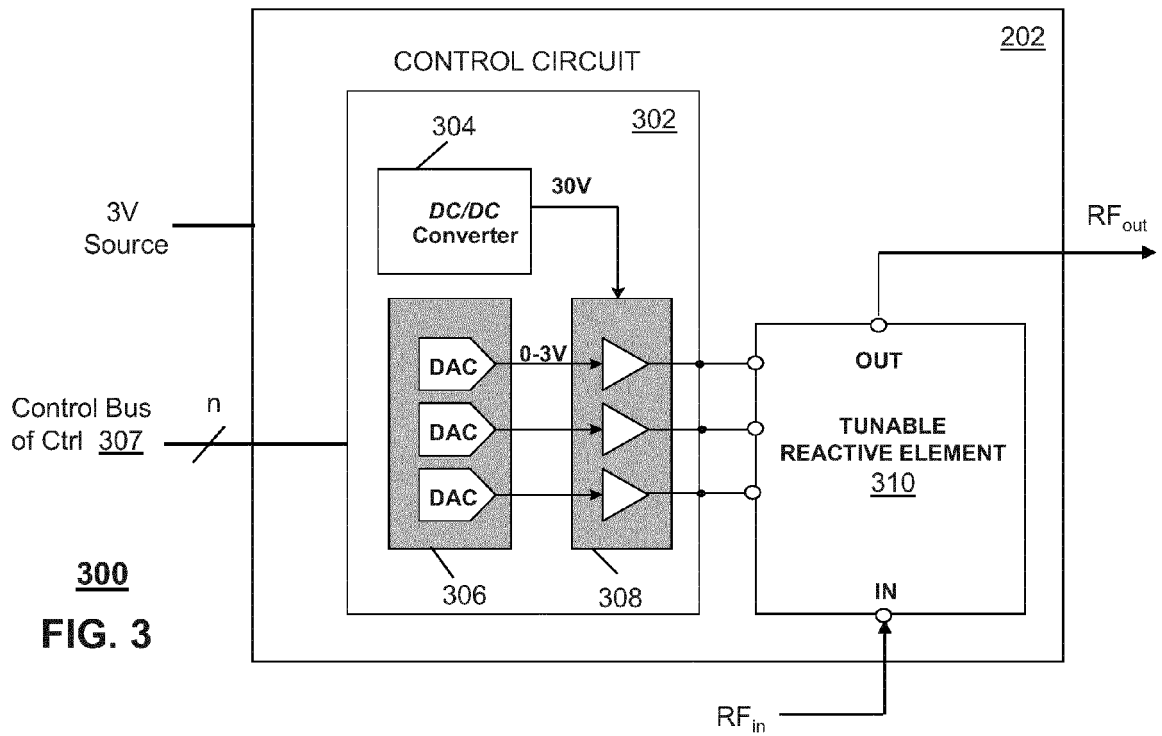 202
CONTROL CIRCUIT
302
304
DC/DC
Converter
30V
3V
Source
RFout
DAC
0-3V
DAC
DAC
OUT
TUNABLE
REACTIVE ELEMENT
310
IN
Control Bus
of Ctrl 307
n
306
308
300
FIG. 3
RFin